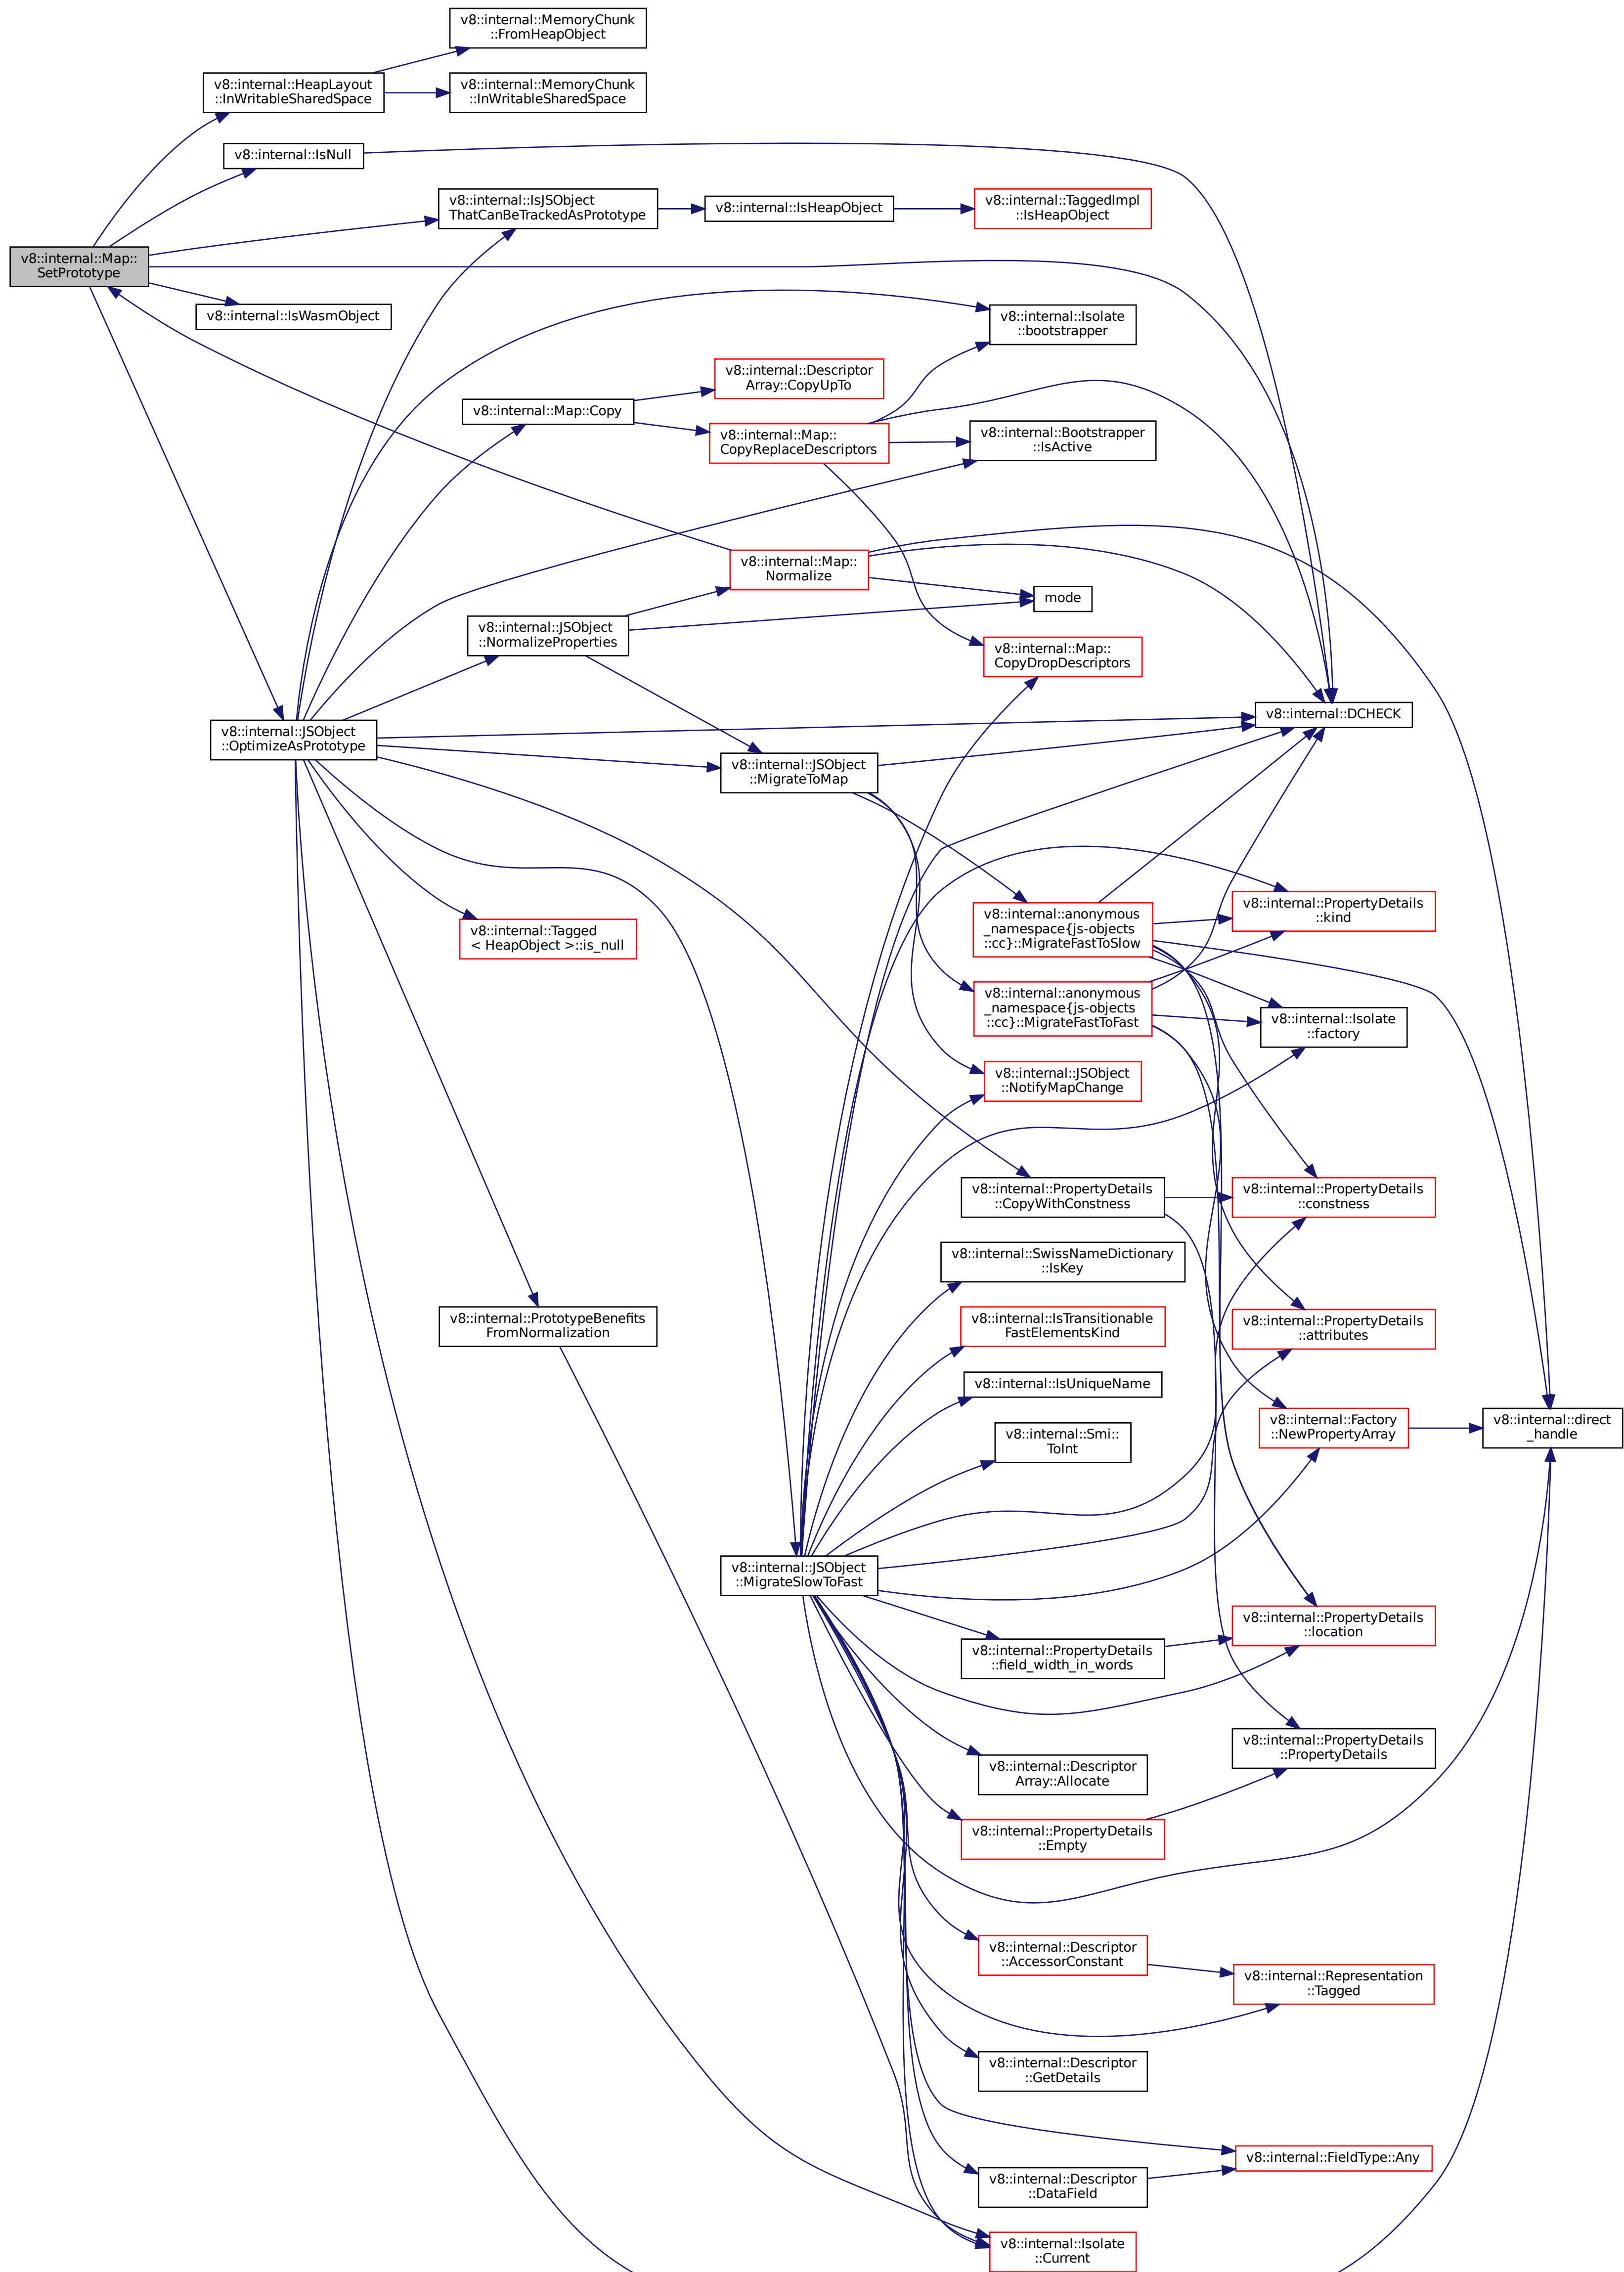 v8::internal::MemoryChunk
::FromHeapObject
v8::internal::HeapLayout
::InWritableSharedSpace
v8::internal::MemoryChunk
::InWritableSharedSpace
v8::internal::IsNull
v8::internal::IsJSObject
ThatCanBeTrackedAsPrototype
v8::internal::IsHeapObject
v8::internal::TaggedImpl
::IsHeapObject
v8::internal::Map::
SetPrototype
v8::internal::IsWasmObject
v8::internal::Isolate
::bootstrapper
v8::internal::Descriptor
Array::CopyUpTo
v8::internal::Map::Copy
v8::internal::Map::
CopyReplaceDescriptors
v8::internal::Bootstrapper
::IsActive
v8::internal::Map::
Normalize
mode
v8::internal::JSObject
::NormalizeProperties
v8::internal::Map::
CopyDropDescriptors
v8::internal::DCHECK
v8::internal::JSObject
::OptimizeAsPrototype
v8::internal::JSObject
::MigrateToMap
v8::internal::PropertyDetails
::kind
v8::internal::anonymous
_namespace{js-objects
::cc}::MigrateFastToSlow
v8::internal::Tagged
< HeapObject >::is_null
v8::internal::anonymous
_namespace{js-objects
::cc}::MigrateFastToFast
v8::internal::Isolate
::factory
v8::internal::JSObject
::NotifyMapChange
v8::internal::PropertyDetails
::CopyWithConstness
v8::internal::PropertyDetails
::constness
v8::internal::SwissNameDictionary
::IsKey
v8::internal::PrototypeBenefits
FromNormalization
v8::internal::IsTransitionable
FastElementsKind
v8::internal::PropertyDetails
::attributes
v8::internal::IsUniqueName
v8::internal::Smi::
ToInt
v8::internal::Factory
::NewPropertyArray
v8::internal::direct
_handle
v8::internal::JSObject
::MigrateSlowToFast
v8::internal::PropertyDetails
::field_width_in_words
v8::internal::PropertyDetails
::location
v8::internal::PropertyDetails
::PropertyDetails
v8::internal::Descriptor
Array::Allocate
v8::internal::PropertyDetails
::Empty
v8::internal::Descriptor
::AccessorConstant
v8::internal::Representation
::Tagged
v8::internal::Descriptor
::GetDetails
v8::internal::FieldType::Any
v8::internal::Descriptor
::DataField
v8::internal::Isolate
::Current